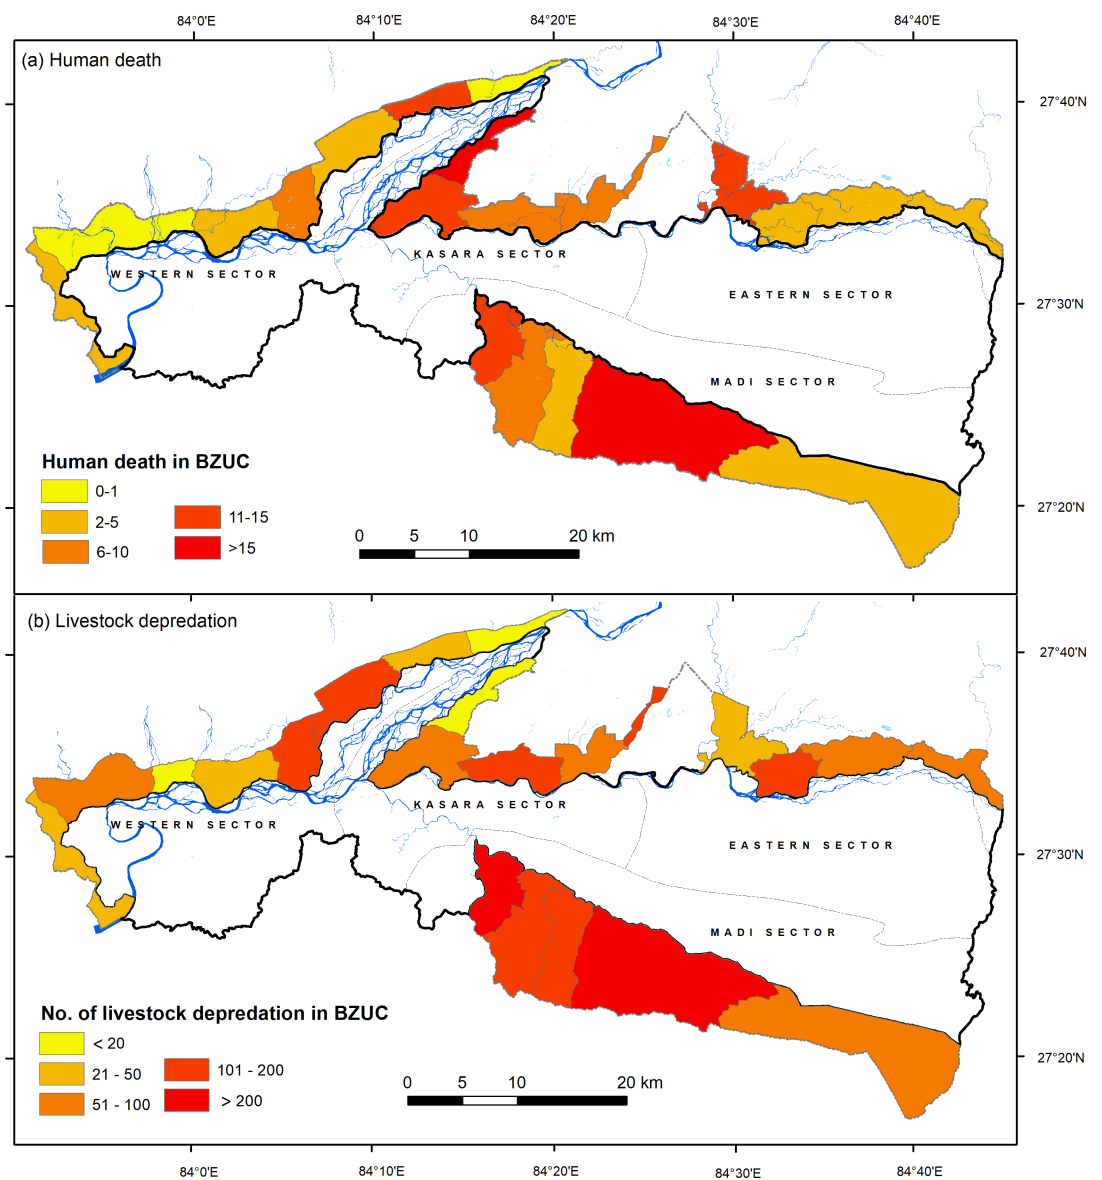 84°0'E 84°10'E 84°20'E 84°30'E 84°40'E
(a) Human death
27°40'N
KASARA SECTOR
WESTERN SECTOR
EASTERN SECTOR
27°30'N
MADI SECTOR
Human death in BZUC
0-1
2-5
6-10
11-15
>15
0 5 10 20 km
27°20'N
(b) Livestock depredation
27°40'N
KASARA SECTOR
WESTERN SECTOR
EASTERN SECTOR
27°30'N
MADI SECTOR
No. of livestock depredation in BZUC
< 20
21 - 50
51 - 100
101 - 200
> 200
0 5 10 20 km
27°20'N
84°0'E 84°10'E 84°20'E 84°30'E 84°40'E